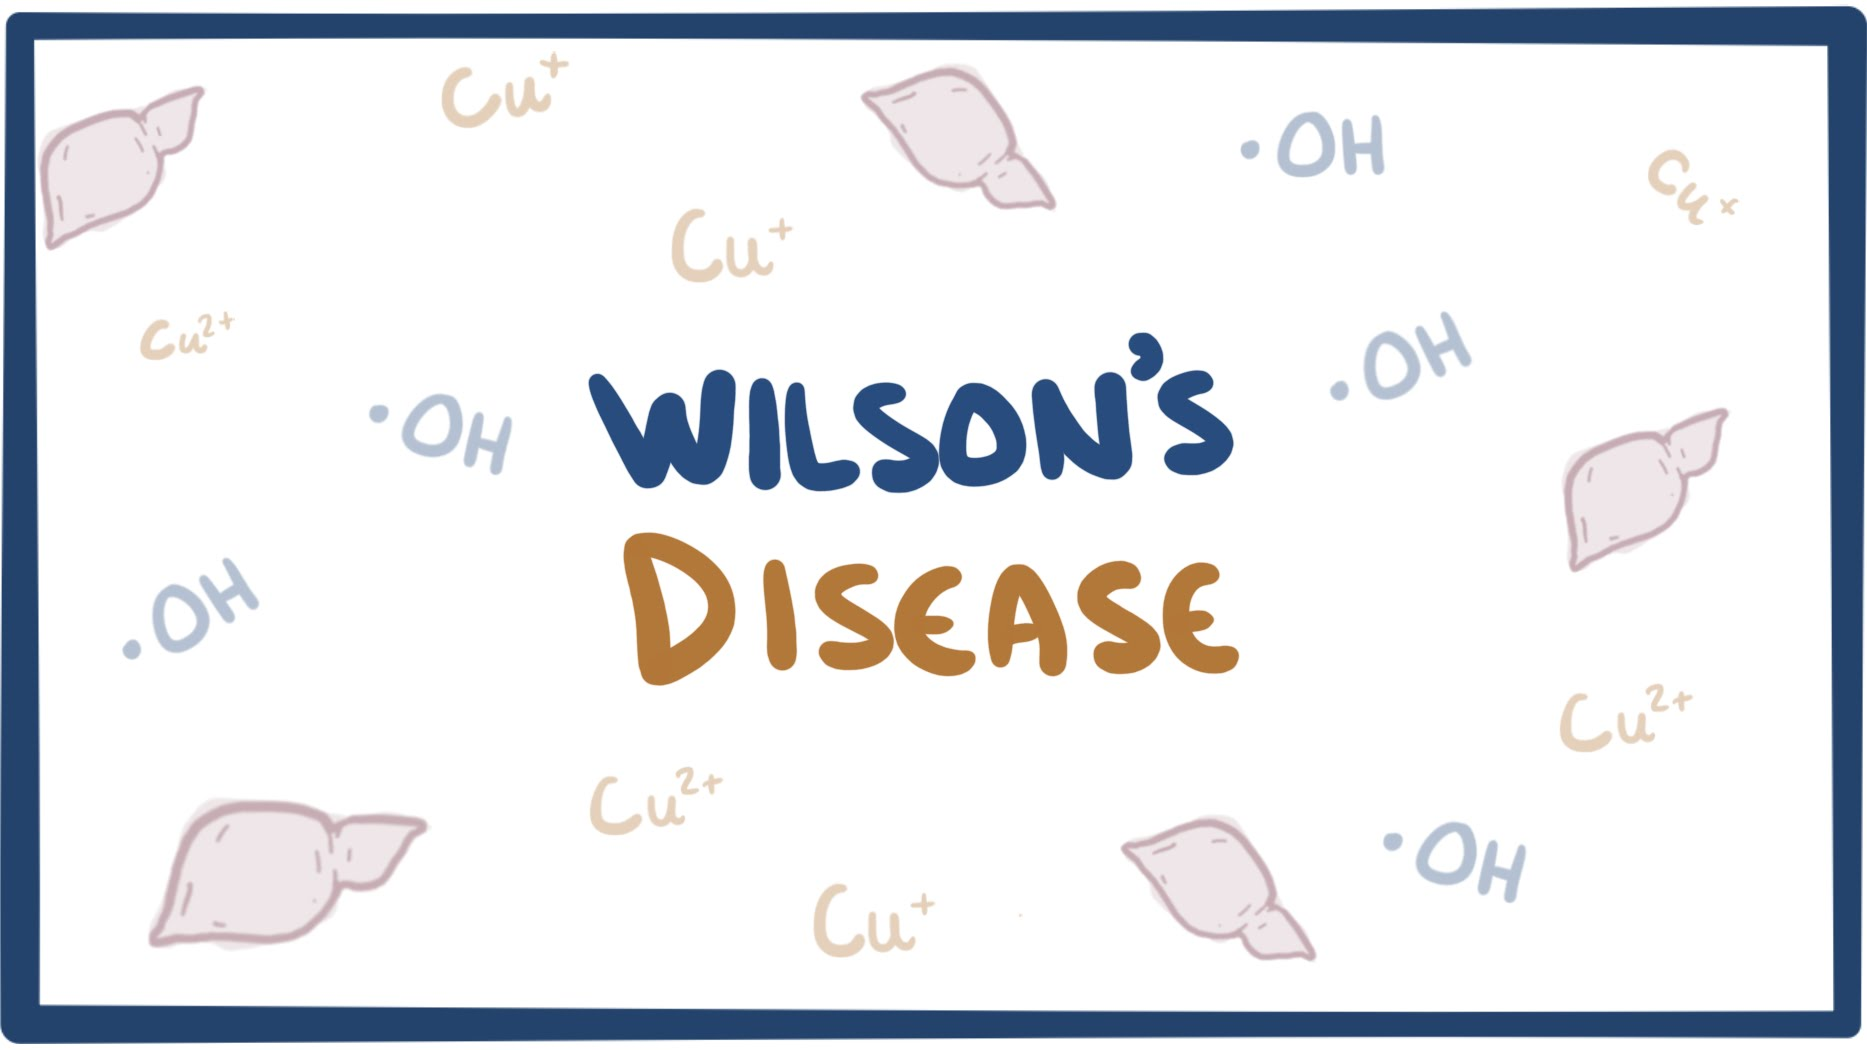 Cu⁺
•OH
Cu⁺
Cu⁺
Cu²⁺
•OH
•OH
WILSON'S
DISEASE
•OH
Cu²⁺
Cu²⁺
•OH
Cu⁺